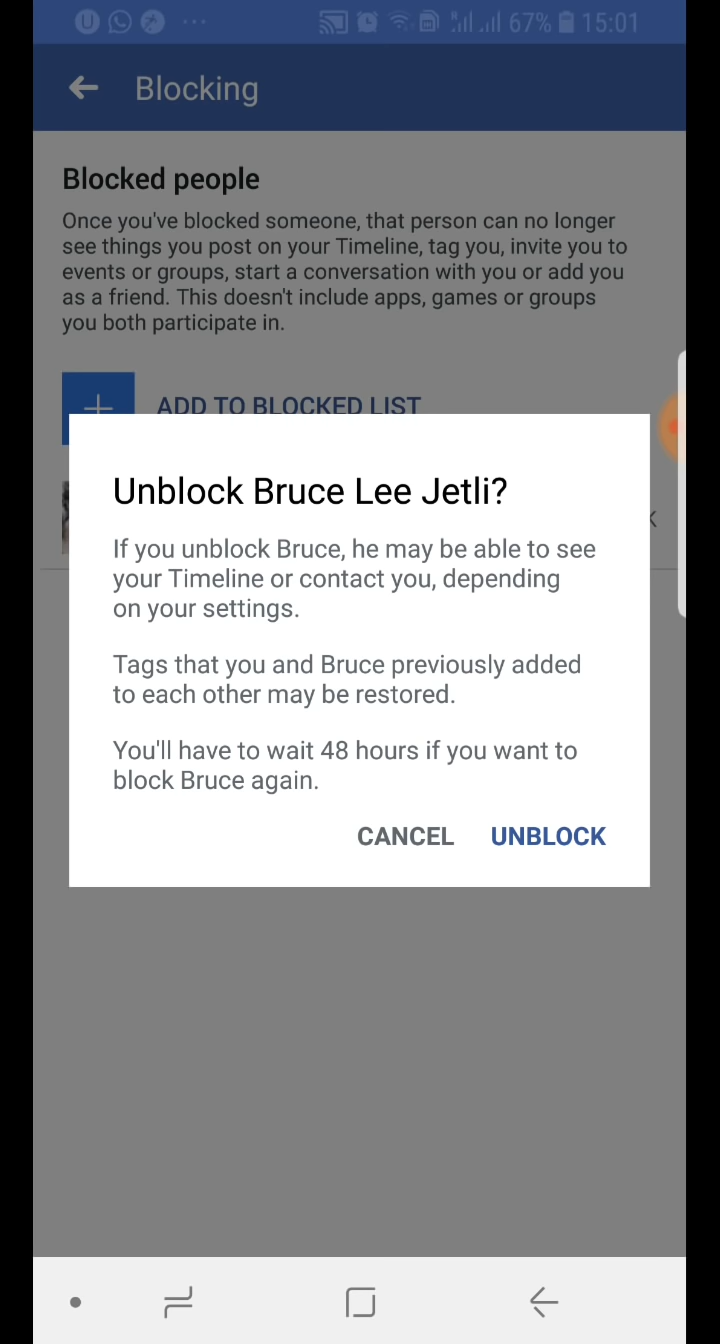 67% 15:01
Blocking
Blocked people
Once you've blocked someone, that person can no longer
see things you post on your Timeline, tag you, invite you to
events or groups, start a conversation with you or add you
as a friend. This doesn't include apps, games or groups
you both participate in.
ADD TO BLOCKED LIST
Unblock Bruce Lee Jetli?
If you unblock Bruce, he may be able to see
your Timeline or contact you, depending
on your settings.
Tags that you and Bruce previously added
to each other may be restored.
You'll have to wait 48 hours if you want to
block Bruce again.
CANCEL UNBLOCK